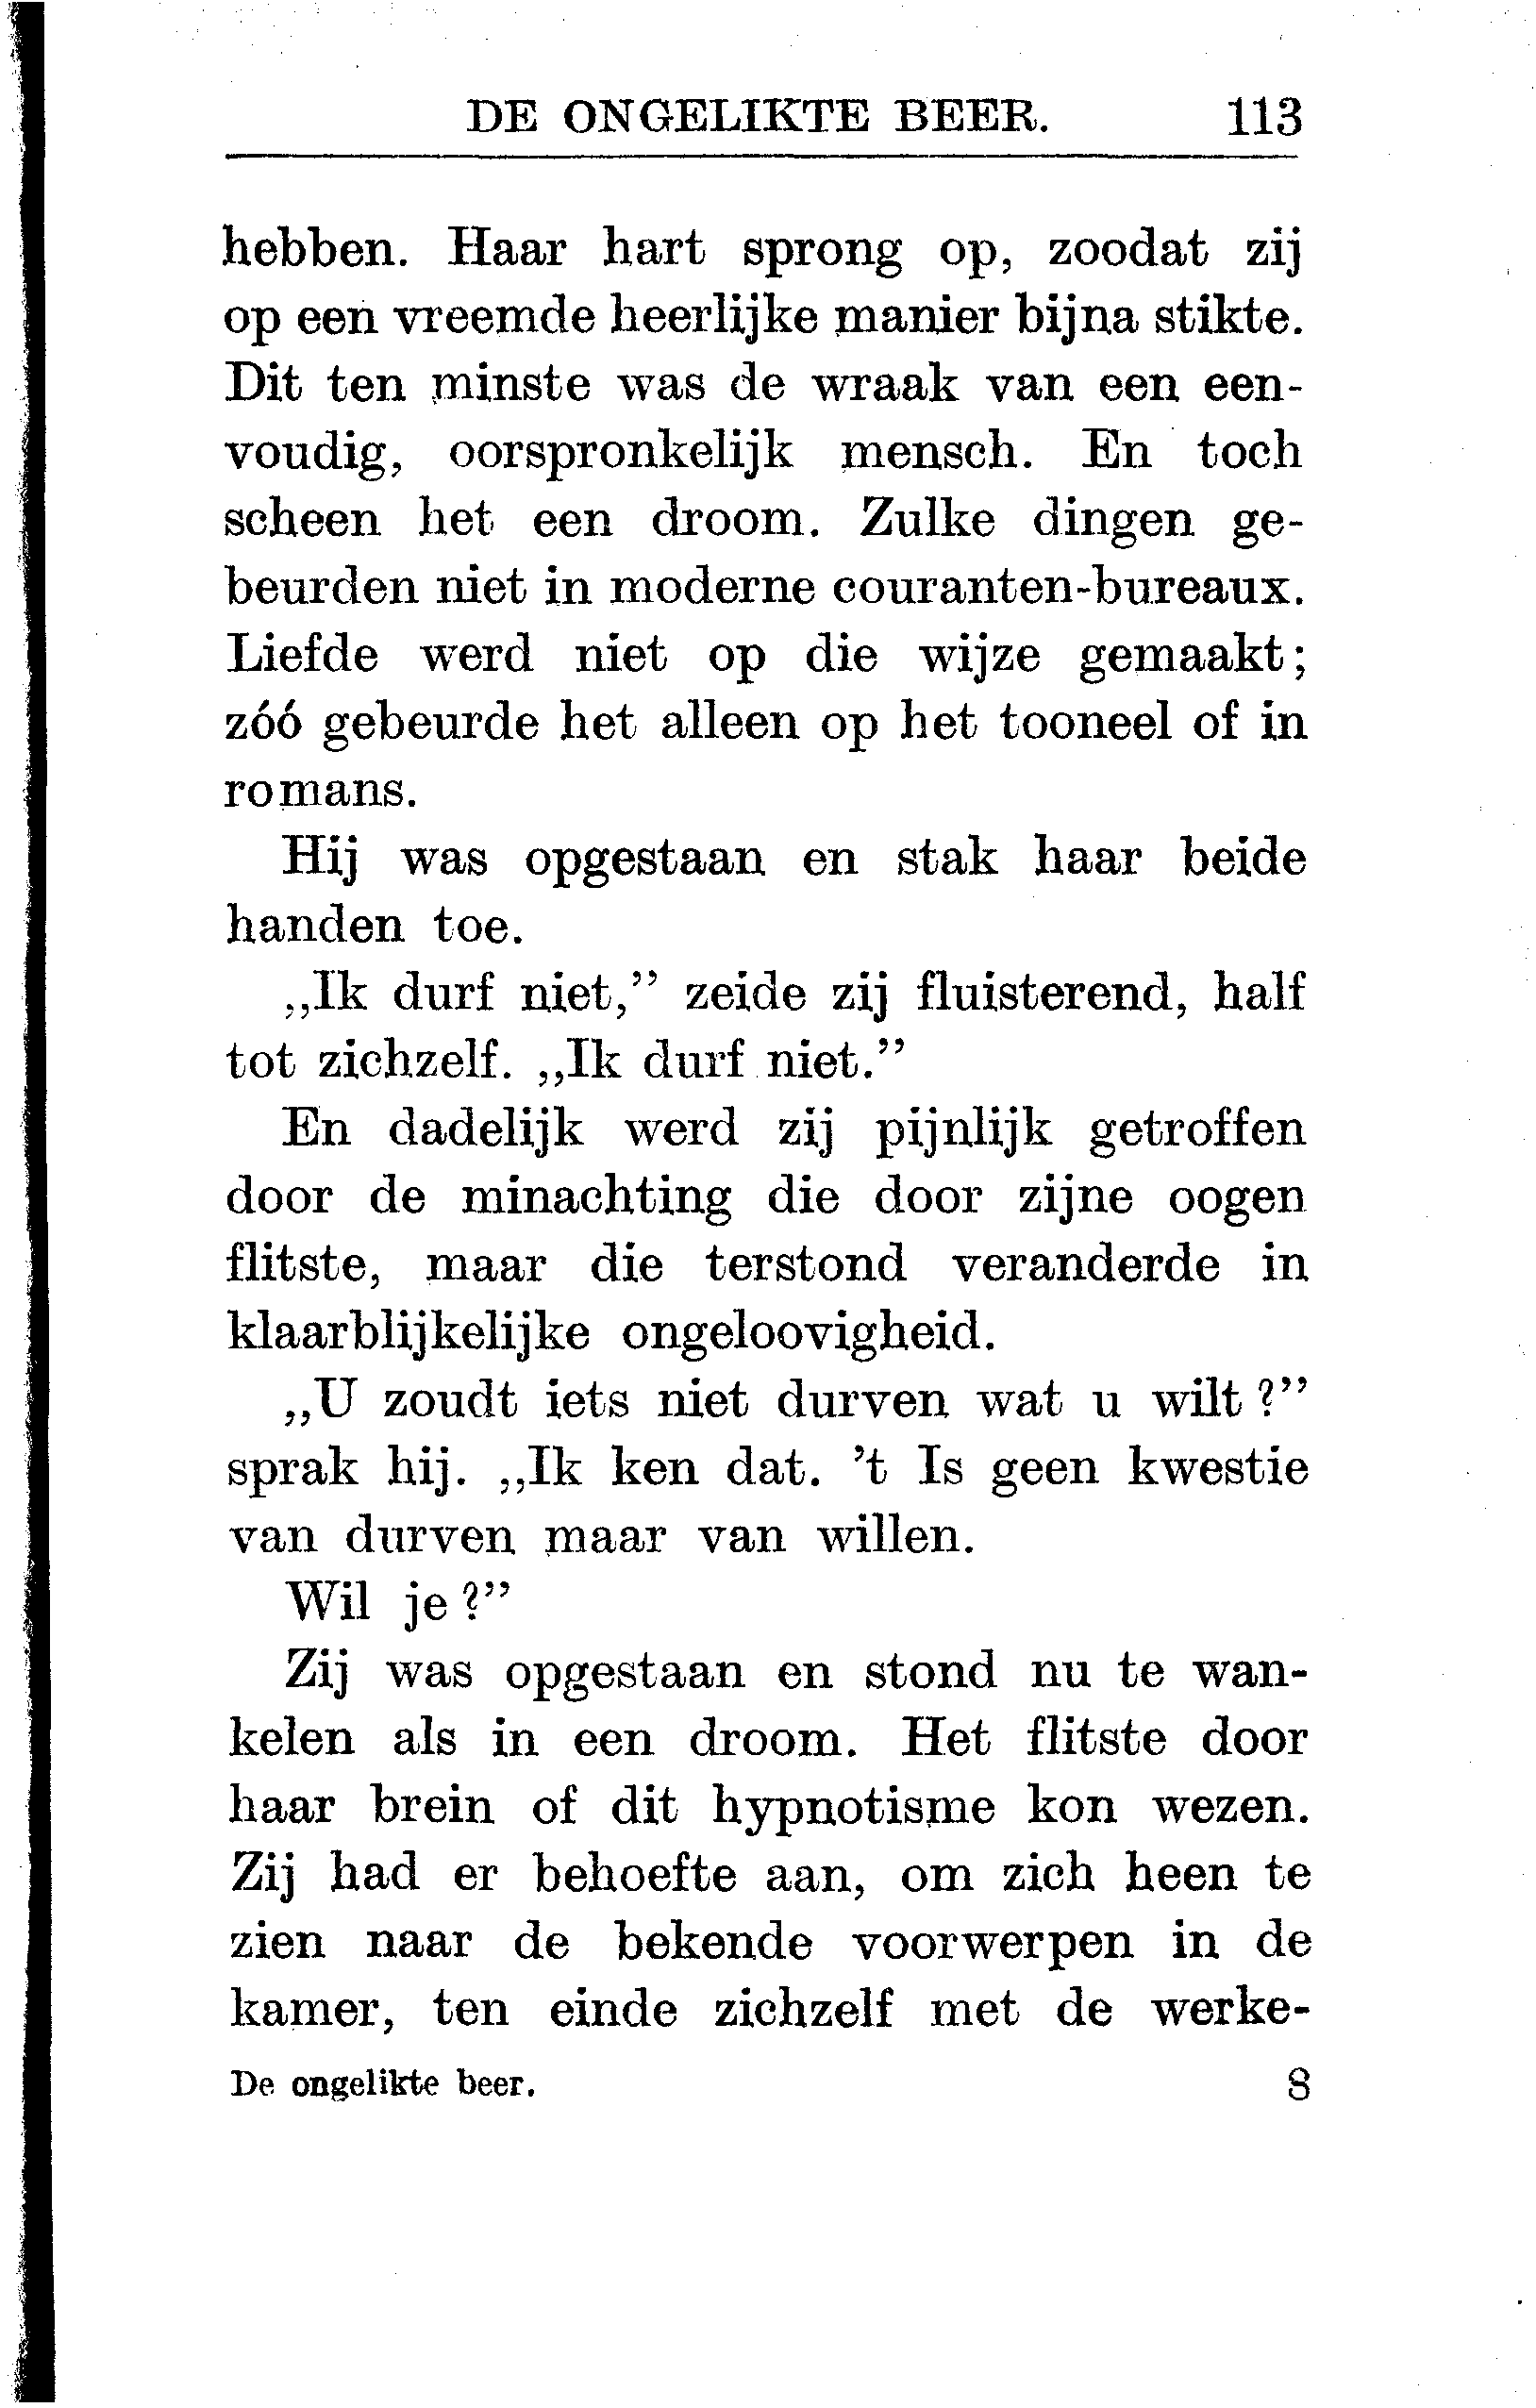 DE ONGELIKTE BEER. 113
hebben. Haar hart sprong op, zoodat zij
op een vreemde heerlijke manier bijna stikte.
Dit ten minste was de wraak van een een-
voudig, oorspronkelijk mensch. En toch
scheen het een droom. Zulke dingen ge-
beurden niet in moderne couranten-bureaux.
Liefde werd niet op die wijze gemaakt;
zóó gebeurde het alleen op het tooneel of in
romans.
Hij was opgestaan en stak haar beide
handen toe.
„Ik durf niet,” zeide zij fluisterend, half
tot zichzelf. „Ik durf niet.”
En dadelijk werd zij pijnlijk getroffen
door de minachting die door zijne oogen
flitste, maar die terstond veranderde in
klaarblijkelijke ongeloovigheid.
„U zoudt iets niet durven wat u wilt?”
sprak hij. „Ik ken dat. ’t Is geen kwestie
van durven maar van willen.
Wil je?”
Zij was opgestaan en stond nu te wan-
kelen als in een droom. Het flitste door
haar brein of dit hypnotisme kon wezen.
Zij had er behoefte aan, om zich heen te
zien naar de bekende voorwerpen in de
kamer, ten einde zichzelf met de werke-
De ongelikte beer. 8